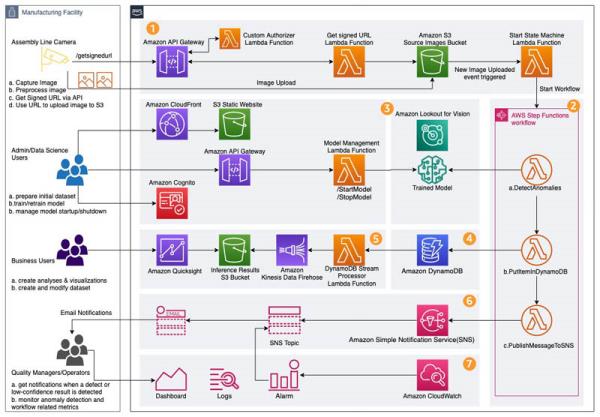 Manufacturing Facility
aws
Assembly Line Camera
/getsignedurl
a. Capture Image
b. Preprocess image
c. Get Signed URL via API
d. Use URL to upload image to S3
1
Amazon API Gateway
Custom Authorizer
Lambda Function
Get signed URL
Lambda Function
Amazon S3
Source Images Bucket
Start State Machine
Lambda Function
Image Upload
New Image Uploaded
event triggered
Start Workflow
Admin/Data Science
Users
a. prepare initial dataset
b.train/retrain model
b. manage model startup/shutdown
Amazon CloudFront
S3 Static Website
3
Amazon Lookout for Vision
Amazon API Gateway
Model Management
Lambda Function
/StartModel
/StopModel
Trained Model
Amazon Cognito
2
AWS Step Functions
workflow
a.DetectAnomalies
b.PutItemInDynamoDB
c.PublishMessageToSNS
Business Users
a. create analyses & visualizations
b. create and modify dataset
Amazon Quicksight
Inference Results
S3 Bucket
Amazon
Kinesis Data Firehose
5
DynamoDB Stream
Processor
Lambda Function
4
Amazon DynamoDB
Email Notifications
EMAIL
SNS Topic
6
Amazon Simple Notification Service(SNS)
Quality Managers/Operators
a. get notifications when a defect or
low-confidence result is detected
b. monitor anomaly detection and
workflow related metrics
Dashboard
Logs
Alarm
7
Amazon CloudWatch